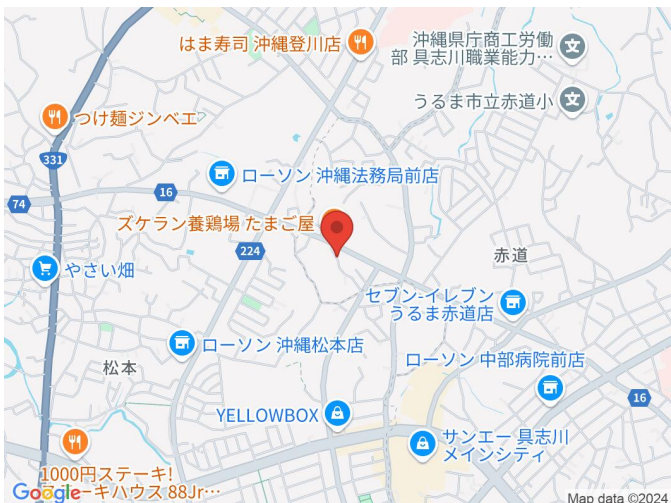 はま寿司 沖縄登川店
沖縄県庁商工労働
部 具志川職業能力…
うるま市立赤道小
つけ麺ジンベエ
331
ローソン 沖縄法務局前店
16
74
ズケラン養鶏場 たまご屋
224
赤道
やさい畑
セブン-イレブン
うるま赤道店
ローソン 沖縄松本店
松本
ローソン 中部病院前店
16
YELLOWBOX
サンエー 具志川
メインシティ
1000円ステーキ!
88Jr…
Google
Map data ©2024